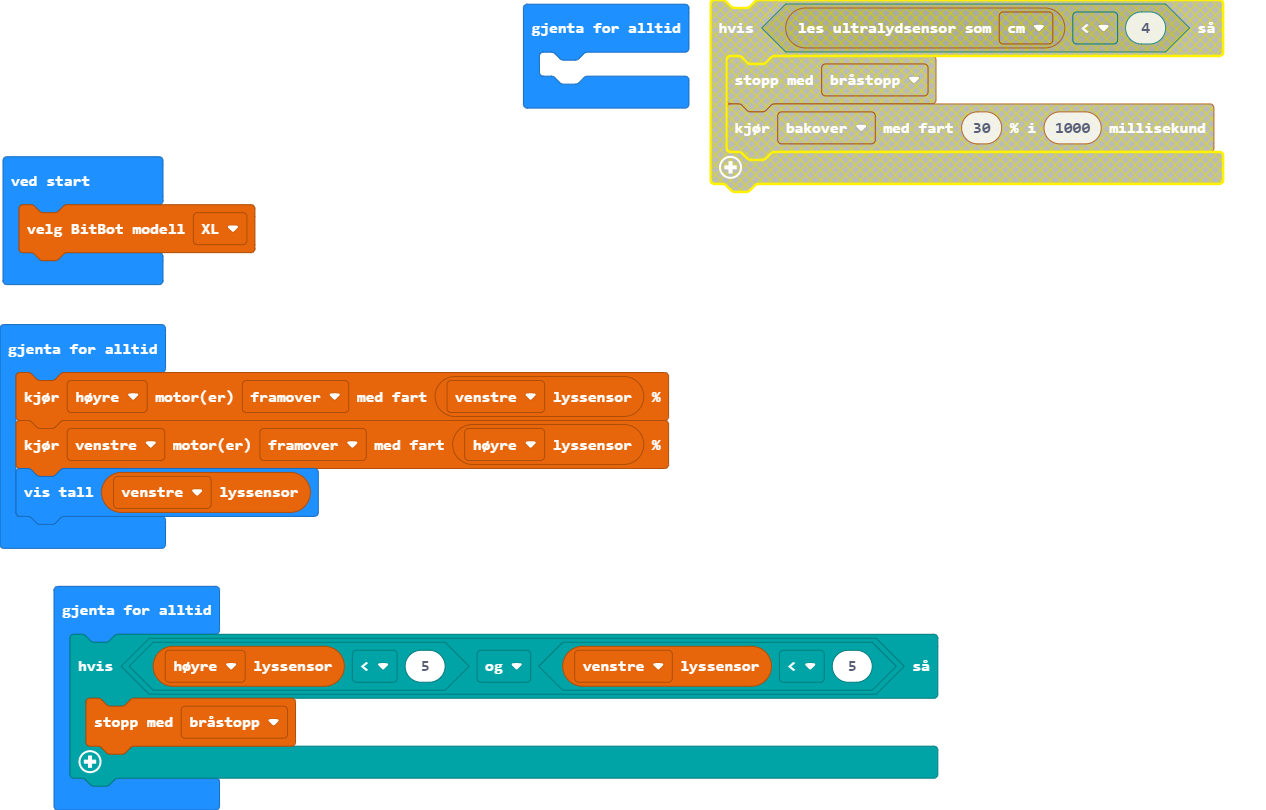 gjenta for alltid
hvis les ultralydsensor som cm < 4 så
stopp med bråstopp
kjør bakover med fart 30 % i 1000 millisekund
ved start
velg BitBot modell XL
gjenta for alltid
kjør høyre motor(er) framover med fart venstre lyssensor %
kjør venstre motor(er) framover med fart høyre lyssensor %
vis tall venstre lyssensor
gjenta for alltid
hvis høyre lyssensor < 5 og venstre lyssensor < 5 så
stopp med bråstopp